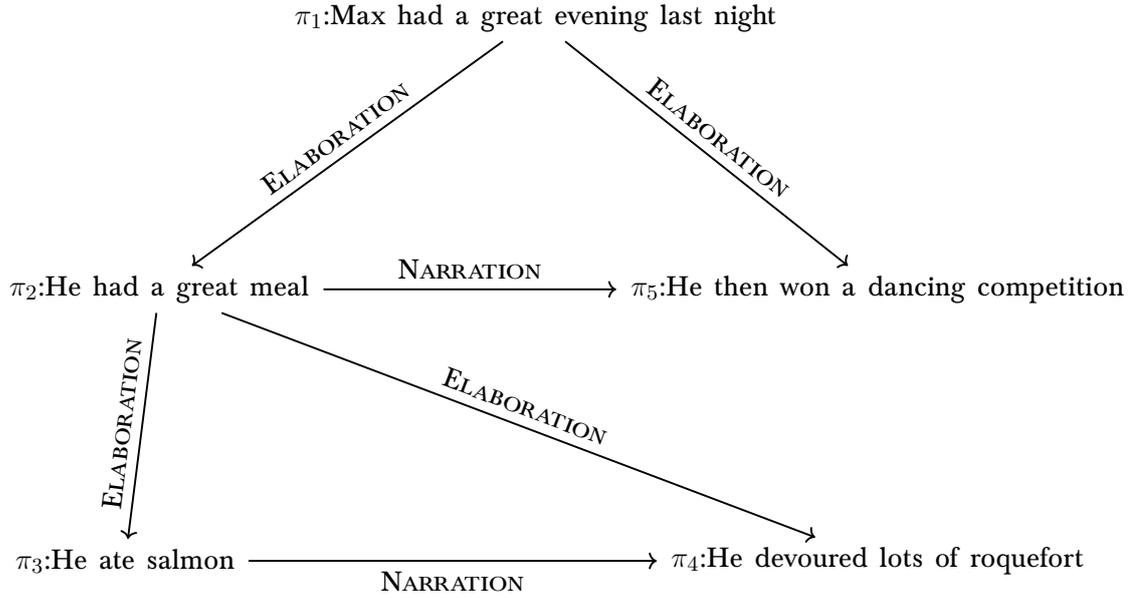 π₁:Max had a great evening last night
ELABORATION
ELABORATION
π₂:He had a great meal
NARRATION
π₅:He then won a dancing competition
ELABORATION
ELABORATION
π₃:He ate salmon
NARRATION
π₄:He devoured lots of roquefort